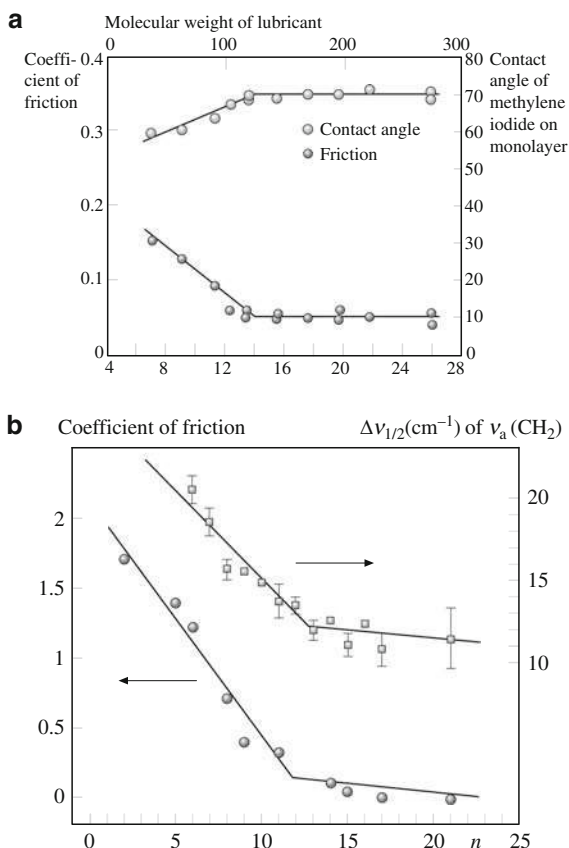 a
Molecular weight of lubricant
0 100 200 300
Coeffi-
cient of
friction
0.4
0.3
0.2
0.1
0
80
70
60
50
40
30
20
10
0
Contact
angle of
methylene
iodide on
monolayer
Contact angle
Friction
4 8 12 16 20 24 28
b
Coefficient of friction
Δν1/2(cm−1) of νa (CH2)
2
1.5
1
0.5
0
20
15
10
0 5 10 15 20 n 25